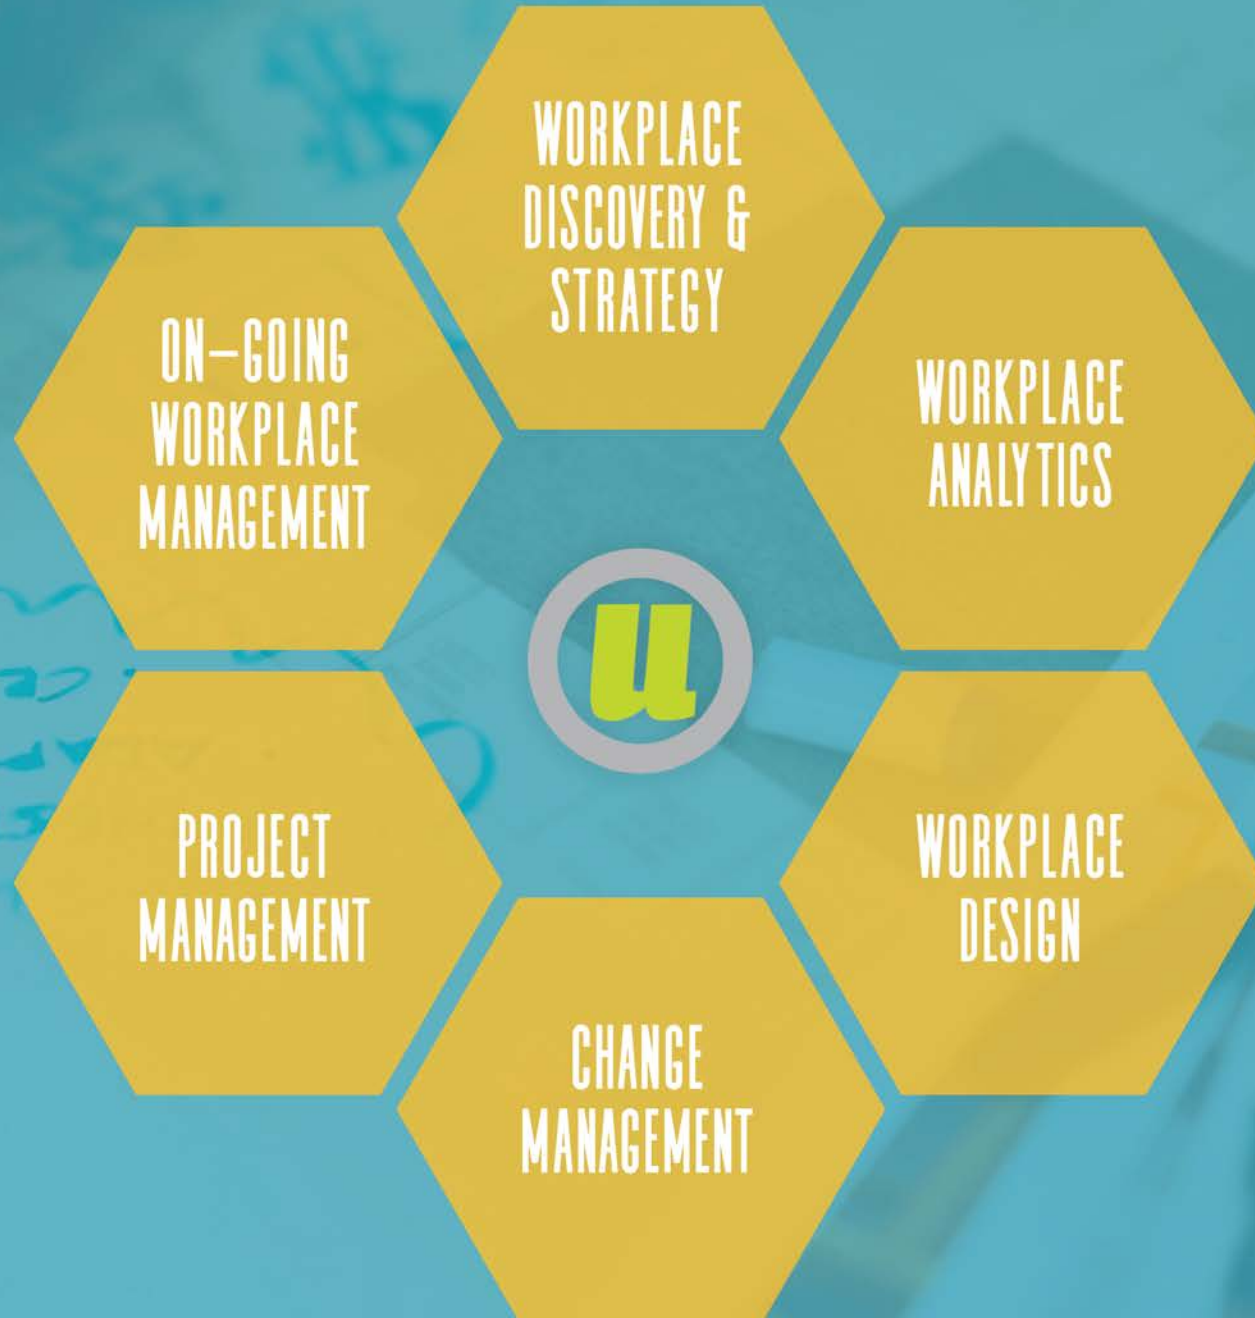 WORKPLACE
DISCOVERY &
STRATEGY
ON-GOING
WORKPLACE
MANAGEMENT
WORKPLACE
ANALYTICS
u
PROJECT
MANAGEMENT
WORKPLACE
DESIGN
CHANGE
MANAGEMENT